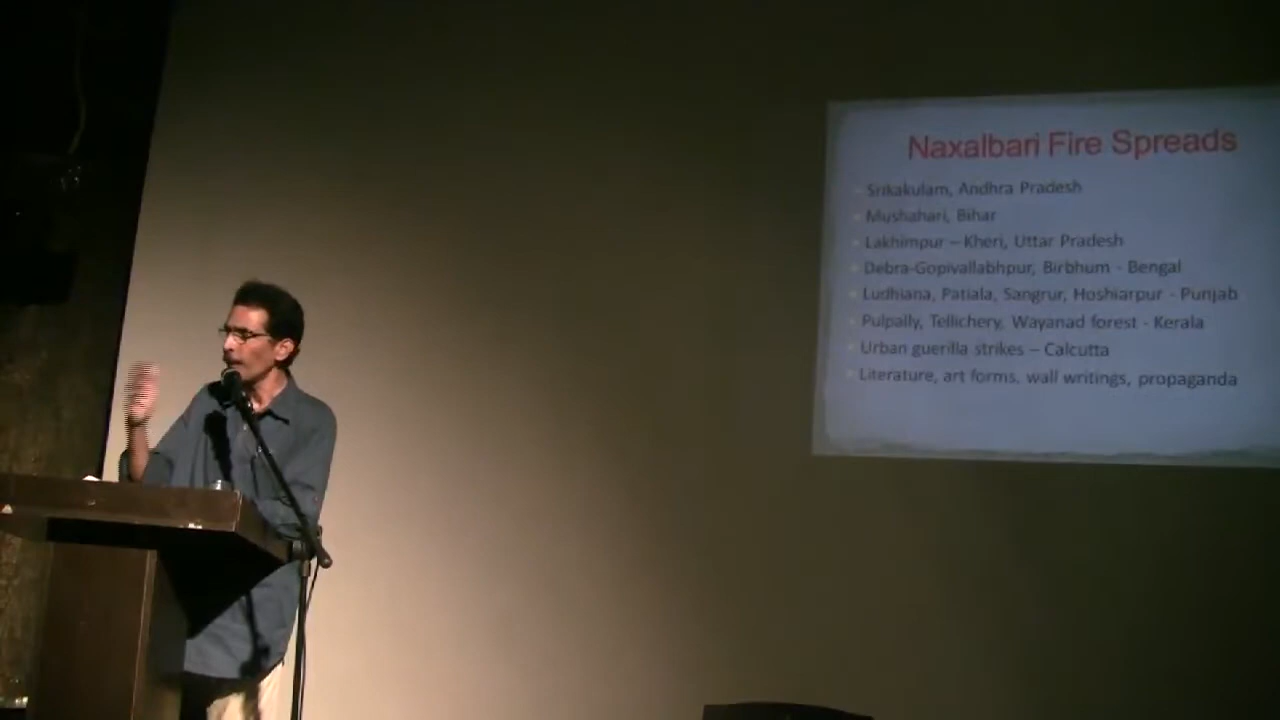 Naxalbari Fire Spreads
Srikakulam, Andhra Pradesh
Mushahari, Bihar
Lakhimpur – Kheri, Uttar Pradesh
Debra-Gopivallabhpur, Birbhum - Bengal
Ludhiana, Patiala, Sangrur, Hoshiarpur - Punjab
Pulpally, Tellichery, Wayanad forest - Kerala
Urban guerilla strikes – Calcutta
Literature, art forms, wall writings, propaganda